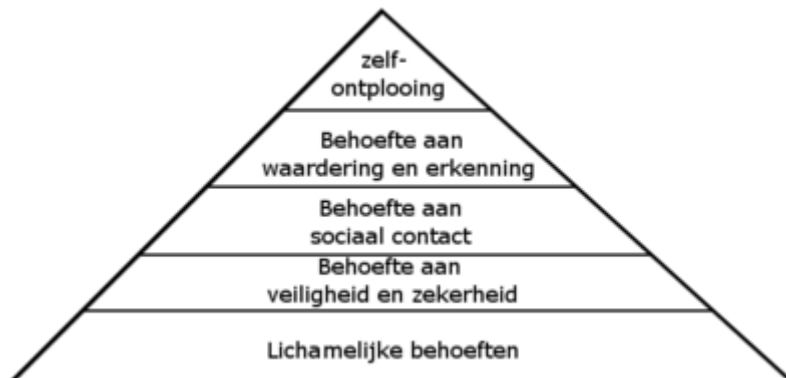 zelf-
ontplooing
Behoefte aan
waardering en erkenning
Behoefte aan
sociaal contact
Behoefte aan
veiligheid en zekerheid
Lichamelijke behoeften